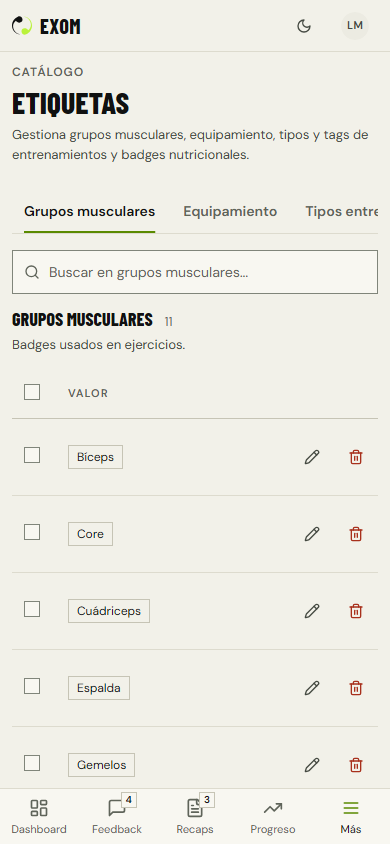 EXOM
LM
CATÁLOGO
ETIQUETAS
Gestiona grupos musculares, equipamiento, tipos y tags de
entrenamientos y badges nutricionales.
Grupos musculares Equipamiento Tipos entre
Buscar en grupos musculares...
GRUPOS MUSCULARES 11
Badges usados en ejercicios.
VALOR
Bíceps
Core
Cuádriceps
Espalda
Gemelos
4 3
Dashboard Feedback Recaps Progreso Más